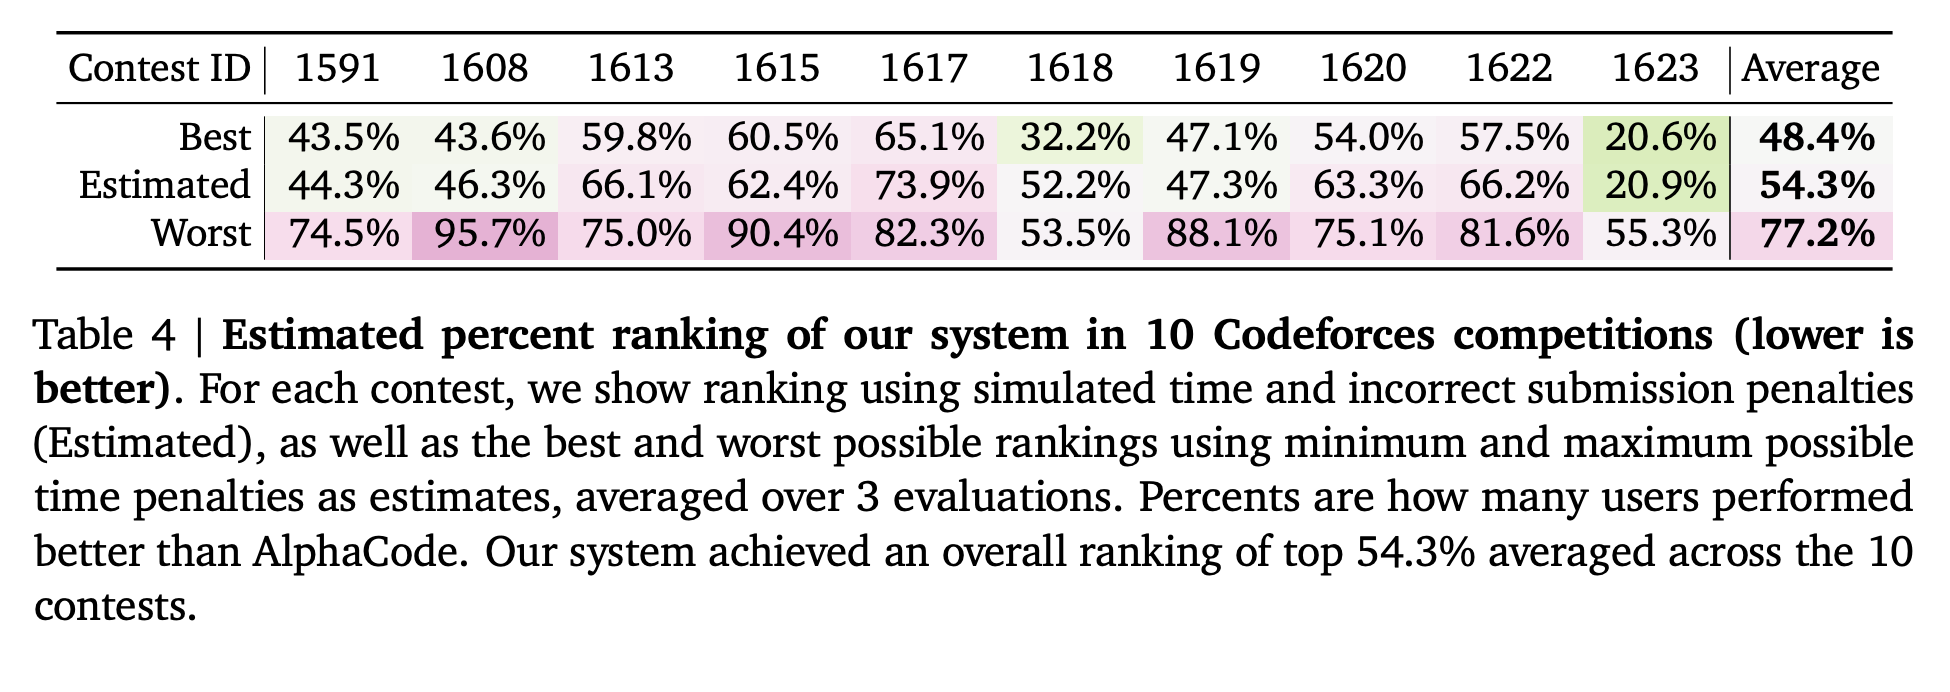 Contest ID 1591 1608 1613 1615 1617 1618 1619 1620 1622 1623 Average
Best 43.5% 43.6% 59.8% 60.5% 65.1% 32.2% 47.1% 54.0% 57.5% 20.6% 48.4%
Estimated 44.3% 46.3% 66.1% 62.4% 73.9% 52.2% 47.3% 63.3% 66.2% 20.9% 54.3%
Worst 74.5% 95.7% 75.0% 90.4% 82.3% 53.5% 88.1% 75.1% 81.6% 55.3% 77.2%
Table 4 | Estimated percent ranking of our system in 10 Codeforces competitions (lower is
better). For each contest, we show ranking using simulated time and incorrect submission penalties
(Estimated), as well as the best and worst possible rankings using minimum and maximum possible
time penalties as estimates, averaged over 3 evaluations. Percents are how many users performed
better than AlphaCode. Our system achieved an overall ranking of top 54.3% averaged across the 10
contests.